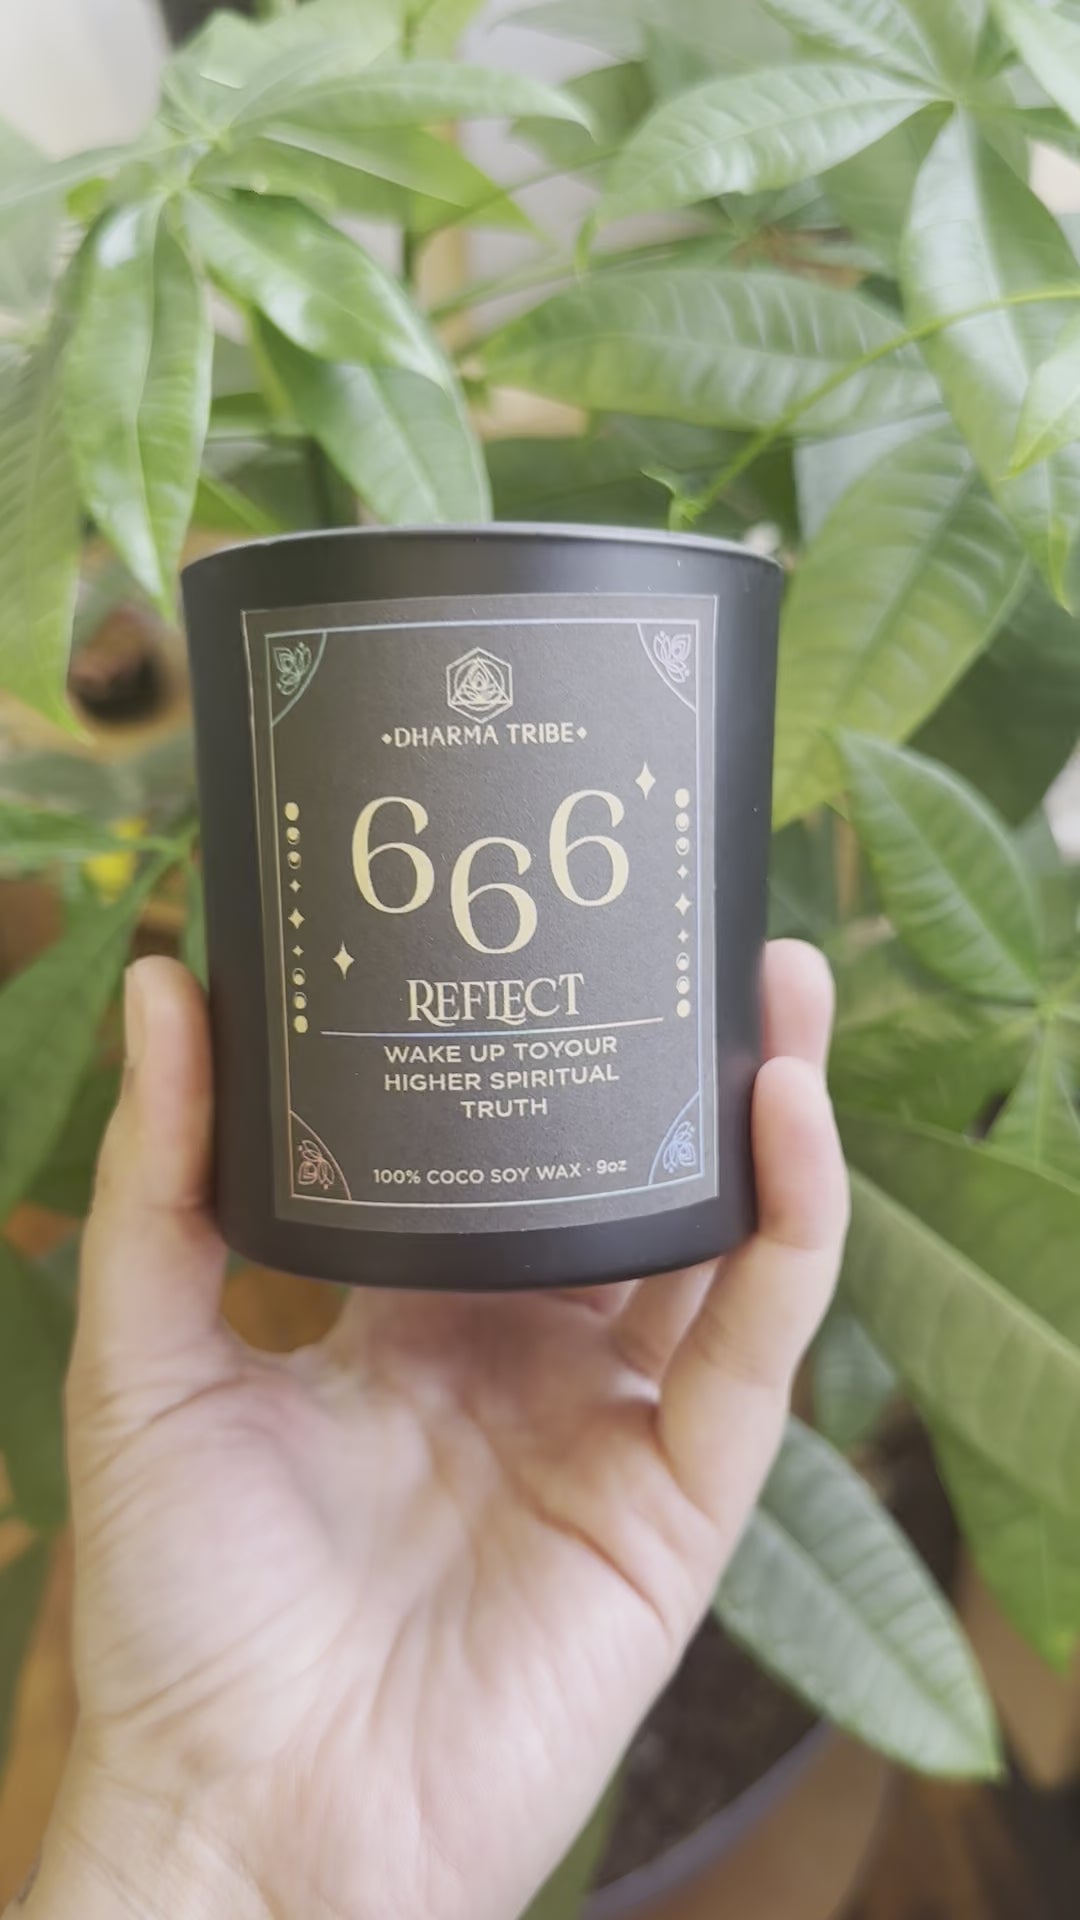 DHARMA TRIBE
666
REFLECT
WAKE UP TOYOUR
HIGHER SPIRITUAL
TRUTH
100% COCO SOY WAX · 9oz